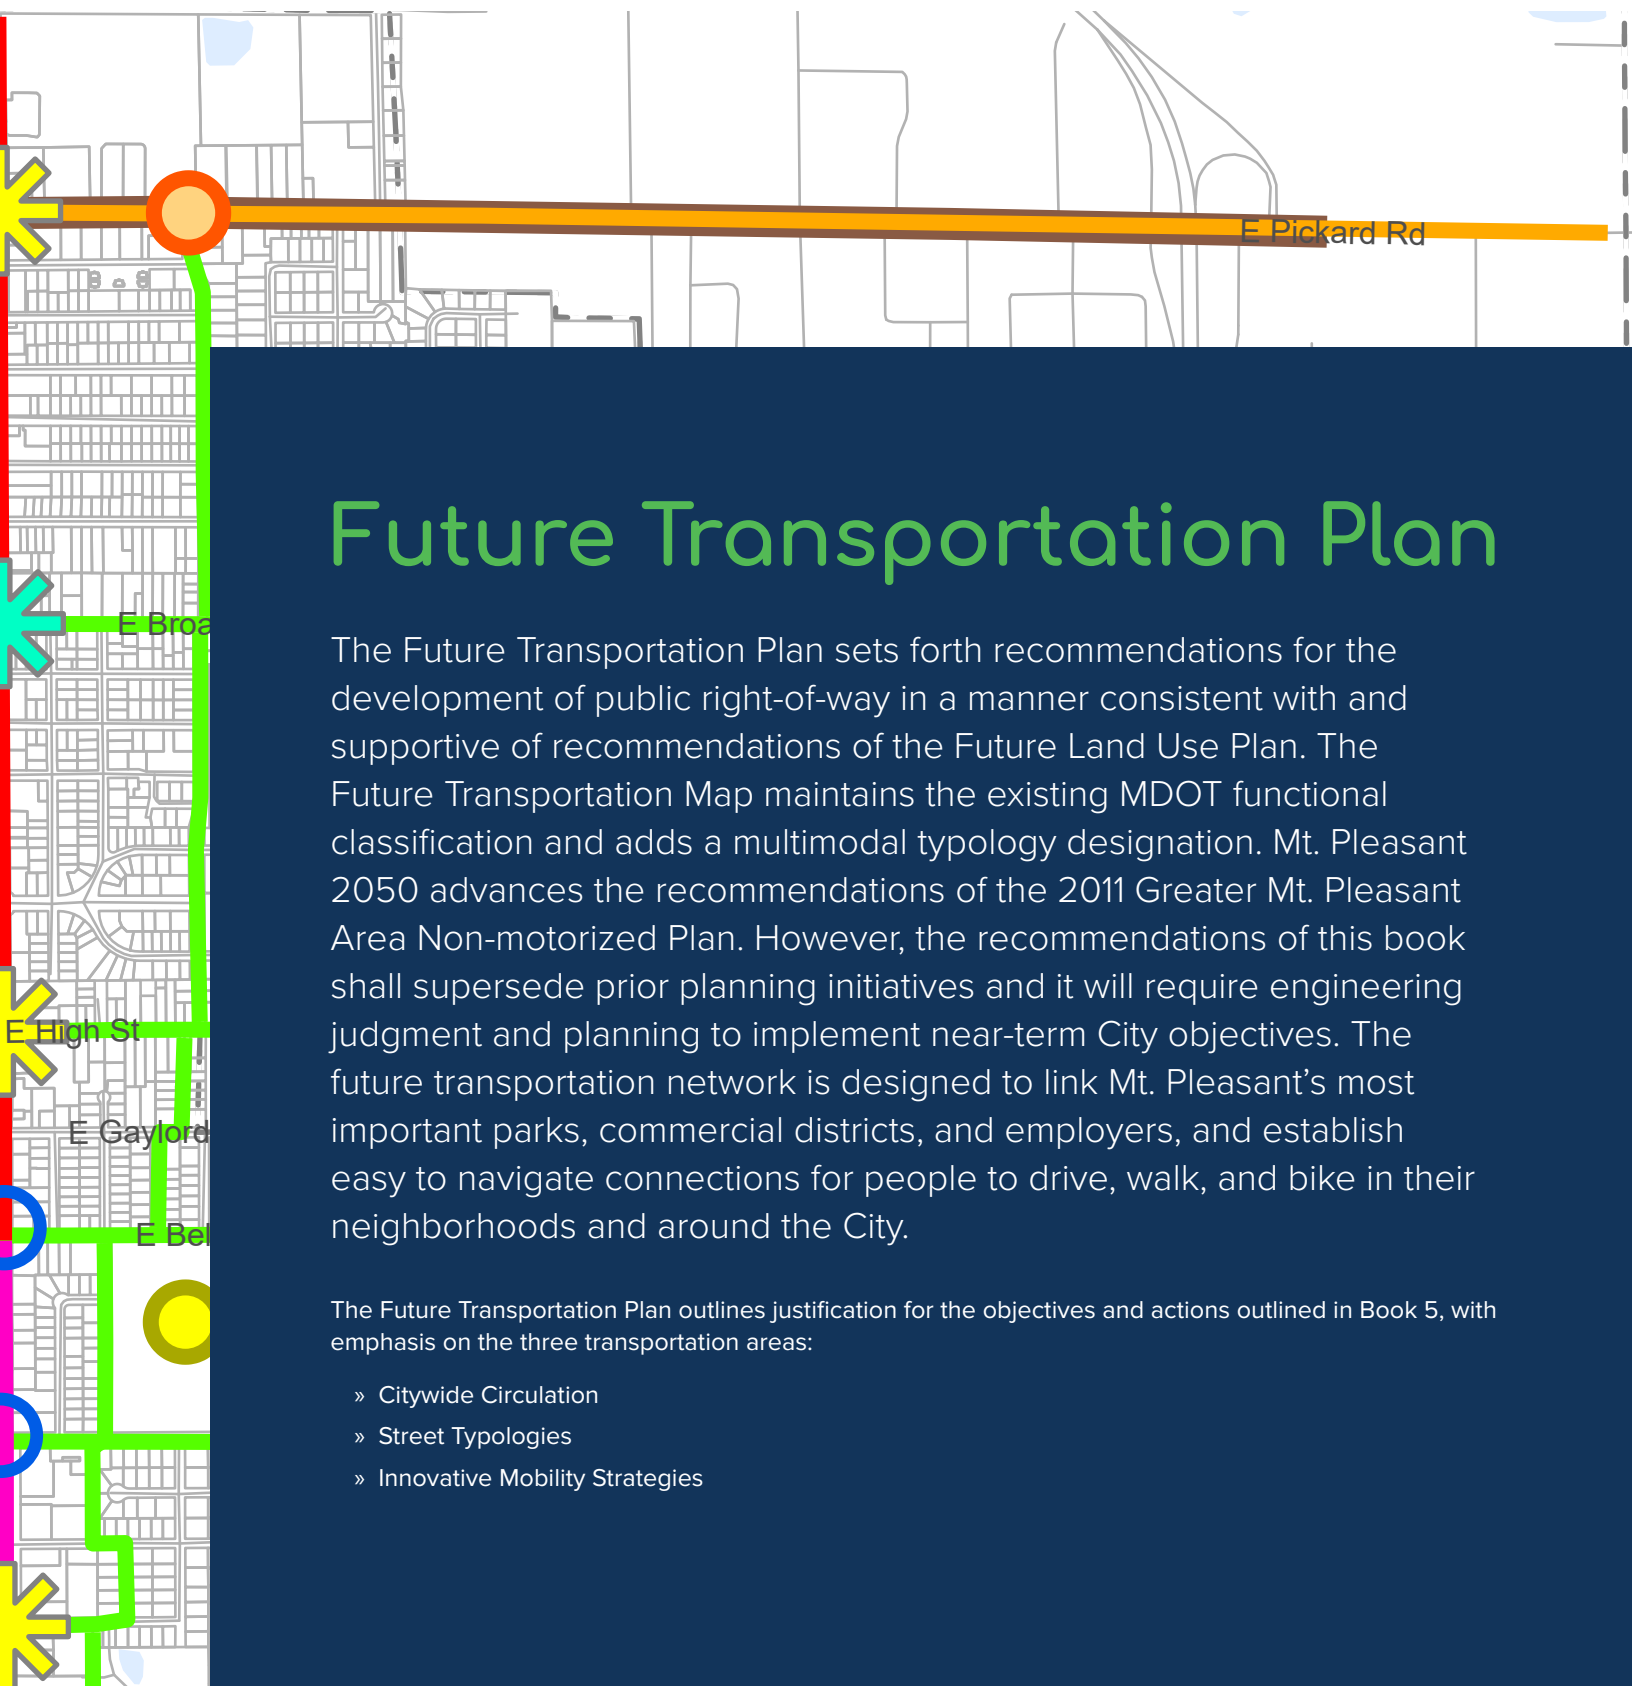 E Pickard Rd
Future Transportation Plan
E Broa
The Future Transportation Plan sets forth recommendations for the
development of public right-of-way in a manner consistent with and
supportive of recommendations of the Future Land Use Plan. The
Future Transportation Map maintains the existing MDOT functional
classification and adds a multimodal typology designation. Mt. Pleasant
2050 advances the recommendations of the 2011 Greater Mt. Pleasant
Area Non-motorized Plan. However, the recommendations of this book
shall supersede prior planning initiatives and it will require engineering
E High St
judgment and planning to implement near-term City objectives. The
future transportation network is designed to link Mt. Pleasant’s most
E Gaylord
important parks, commercial districts, and employers, and establish
easy to navigate connections for people to drive, walk, and bike in their
E Bel
neighborhoods and around the City.
The Future Transportation Plan outlines justification for the objectives and actions outlined in Book 5, with
emphasis on the three transportation areas:
» Citywide Circulation
» Street Typologies
» Innovative Mobility Strategies